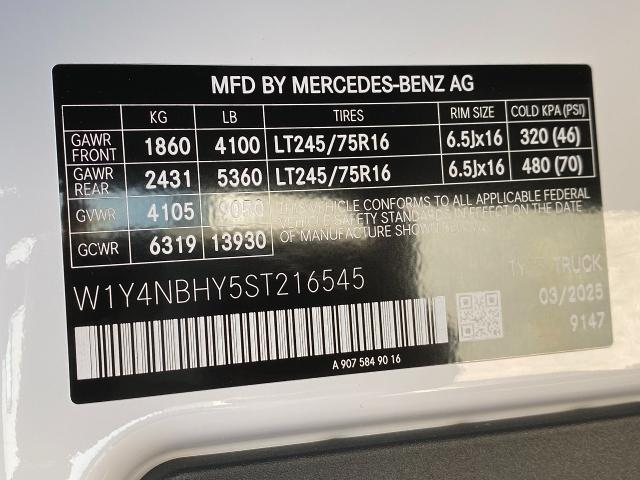 MFD BY MERCEDES-BENZ AG
KG LB TIRES RIM SIZE COLD KPA (PSI)
GAWR FRONT 1860 4100 LT245/75R16 6.5Jx16 320 (46)
GAWR REAR 2431 5360 LT245/75R16 6.5Jx16 480 (70)
GVWR 4105 9050
GCWR 6319 13930
THIS VEHICLE CONFORMS TO ALL APPLICABLE FEDERAL
VEHICLE SAFETY STANDARDS IN EFFECT ON THE DATE
OF MANUFACTURE SHOWN ABOVE.
W1Y4NBHY5ST216545
TYPE TRUCK
03/2025
9147
A 907 584 90 16